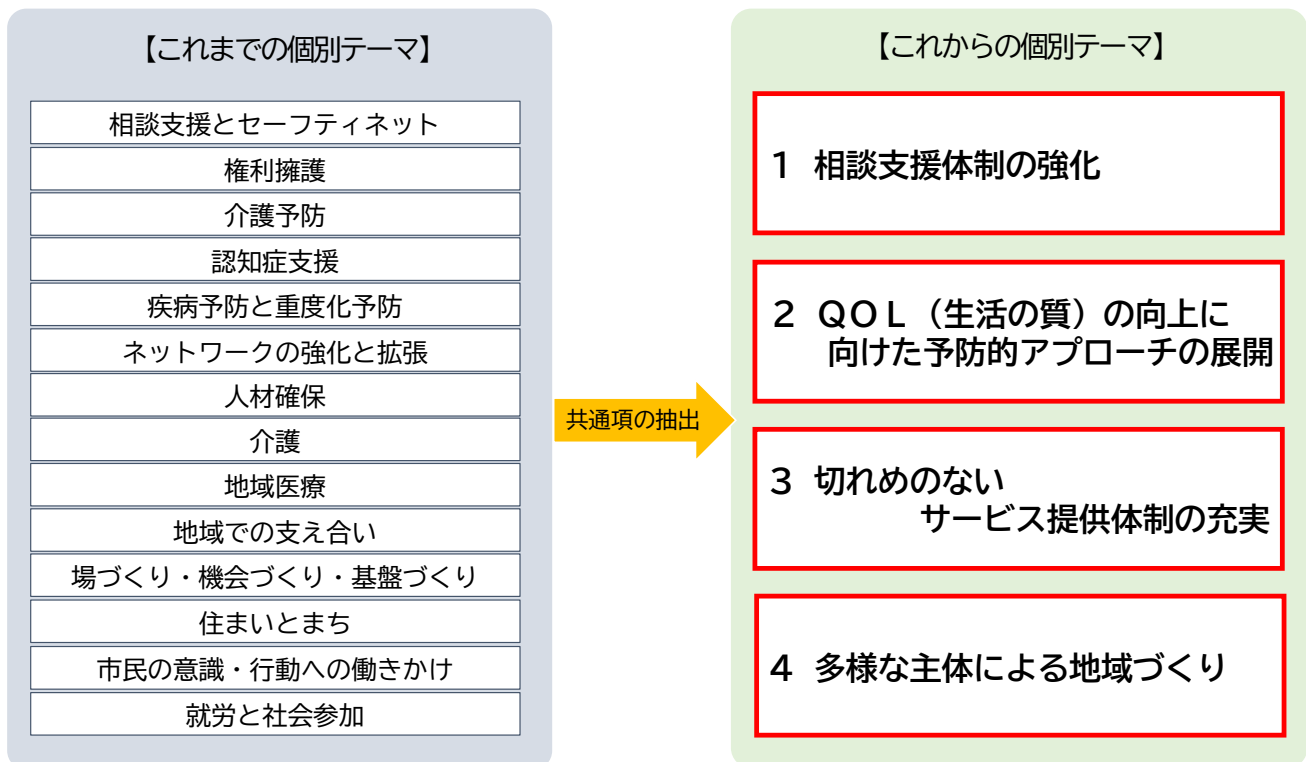 【これまでの個別テーマ】
相談支援とセーフティネット
権利擁護
介護予防
認知症支援
疾病予防と重度化予防
ネットワークの強化と拡張
人材確保
介護
地域医療
地域での支え合い
場づくり・機会づくり・基盤づくり
住まいとまち
市民の意識・行動への働きかけ
就労と社会参加
共通項の抽出
【これからの個別テーマ】
１ 相談支援体制の強化
２ ＱＯＬ（生活の質）の向上に
向けた予防的アプローチの展開
３ 切れめのない
サービス提供体制の充実
４ 多様な主体による地域づくり